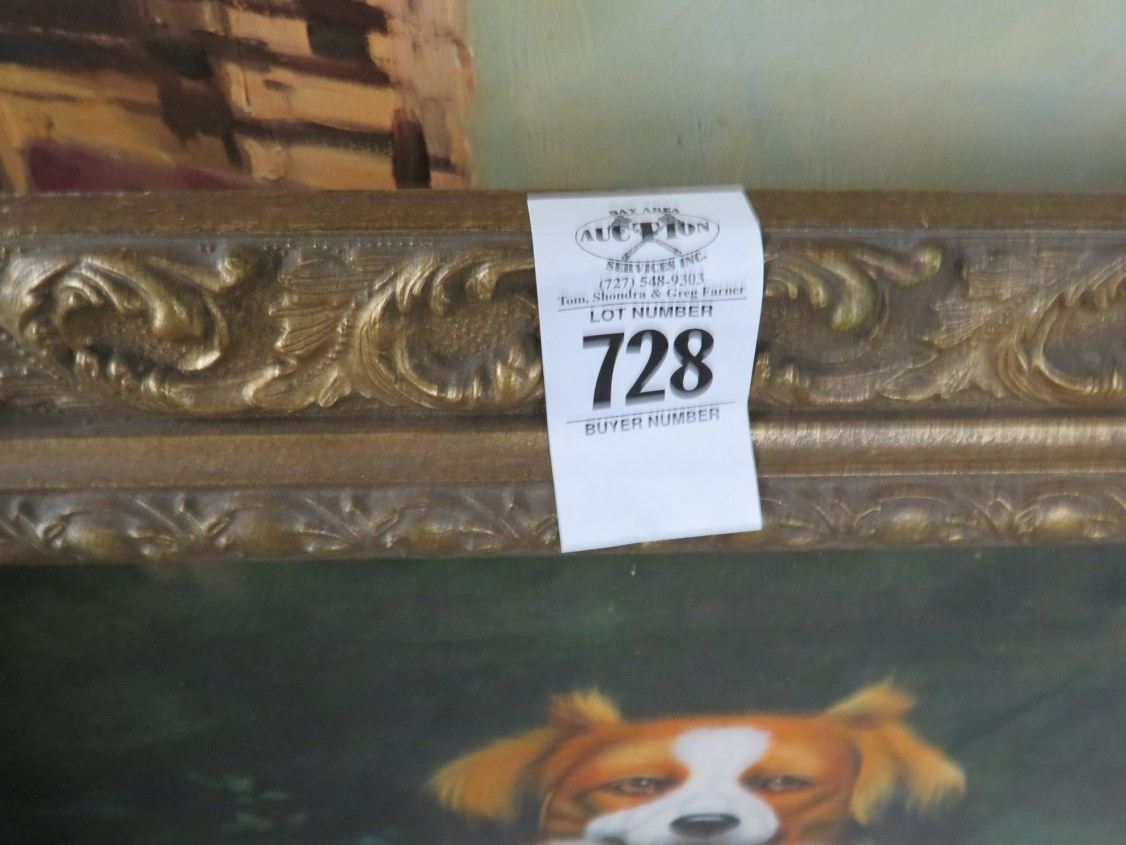 BAY AREA
AUCTION
SERVICES INC.
(727) 548-9303
Tom, Shondra & Greg Farner
LOT NUMBER
728
BUYER NUMBER